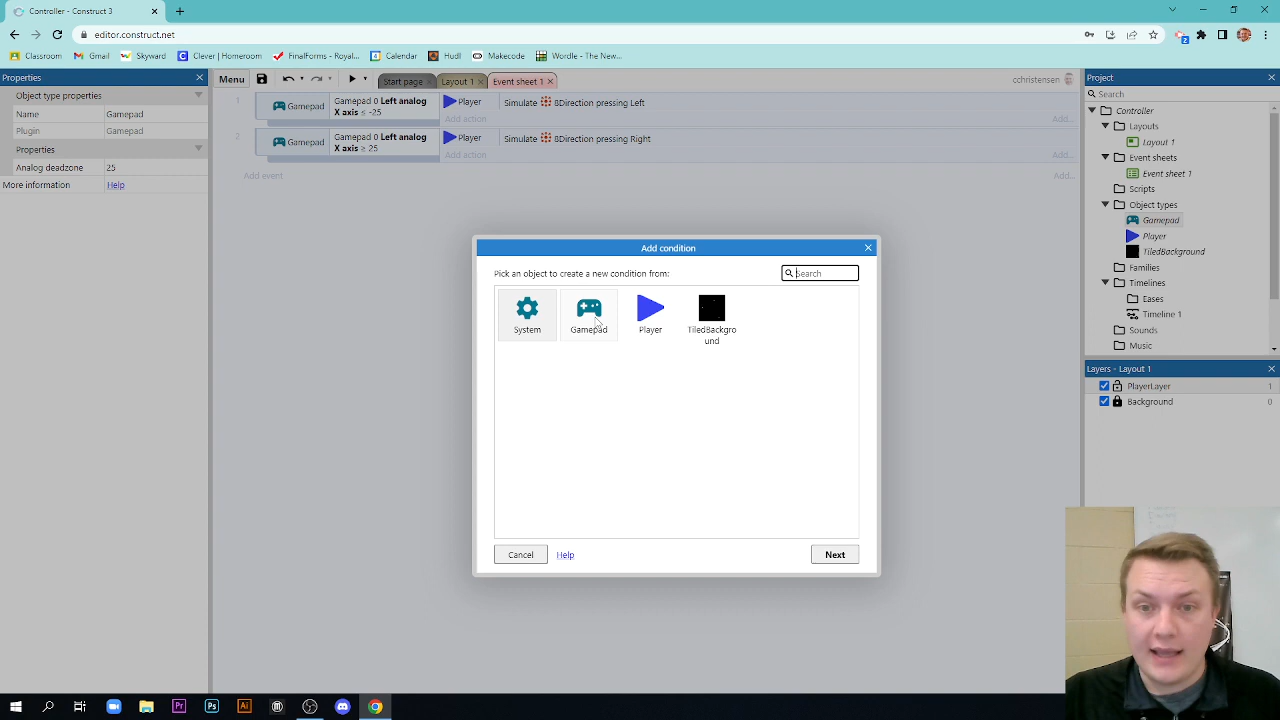 Controller - Construct 3
editor.construct.net
Classroom
Gmail
Skyward
Clever | Homeroom
FinalForms - Royal...
Calendar
Hudl
Makecode
Wordle - The New...
Properties
Menu
Start page
Layout 1
Event sheet 1
cchristensen
Project
Object type properties
Name
Gamepad
Plugin
Gamepad
Properties
Analog deadzone
25
More information
Help
1
Gamepad
Gamepad 0 Left analog
X axis ≤ -25
Player
Simulate 8Direction pressing Left
Add action
Add...
2
Gamepad
Gamepad 0 Left analog
X axis ≥ 25
Player
Simulate 8Direction pressing Right
Add action
Add...
Add event
Add...
Add condition
Pick an object to create a new condition from:
Search
System
Gamepad
Player
TiledBackgro
und
Cancel
Help
Next
Search
Controller
Layouts
Layout 1
Event sheets
Event sheet 1
Scripts
Object types
Gamepad
Player
TiledBackground
Families
Timelines
Eases
Timeline 1
Sounds
Music
Layers - Layout 1
PlayerLayer
1
Background
0
Pr
Ps
Ai